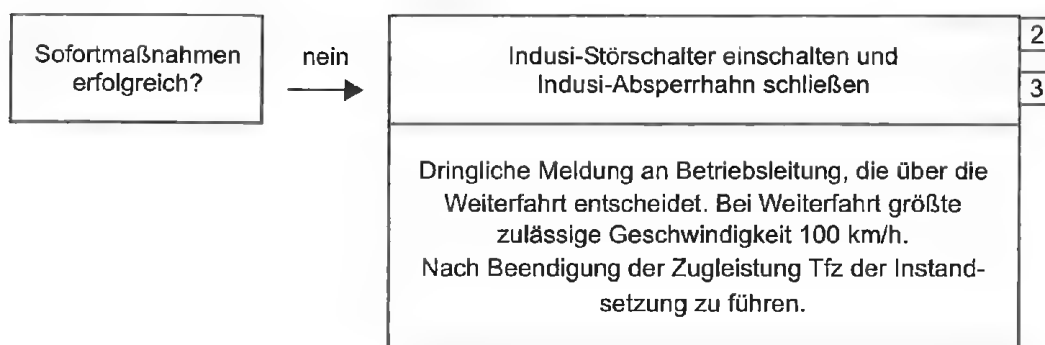 Sofortmaßnahmen
erfolgreich?
nein
Indusi-Störschalter einschalten und
Indusi-Absperrhahn schließen
2
3
Dringliche Meldung an Betriebsleitung, die über die
Weiterfahrt entscheidet. Bei Weiterfahrt größte
zulässige Geschwindigkeit 100 km/h.
Nach Beendigung der Zugleistung Tfz der Instand-
setzung zu führen.